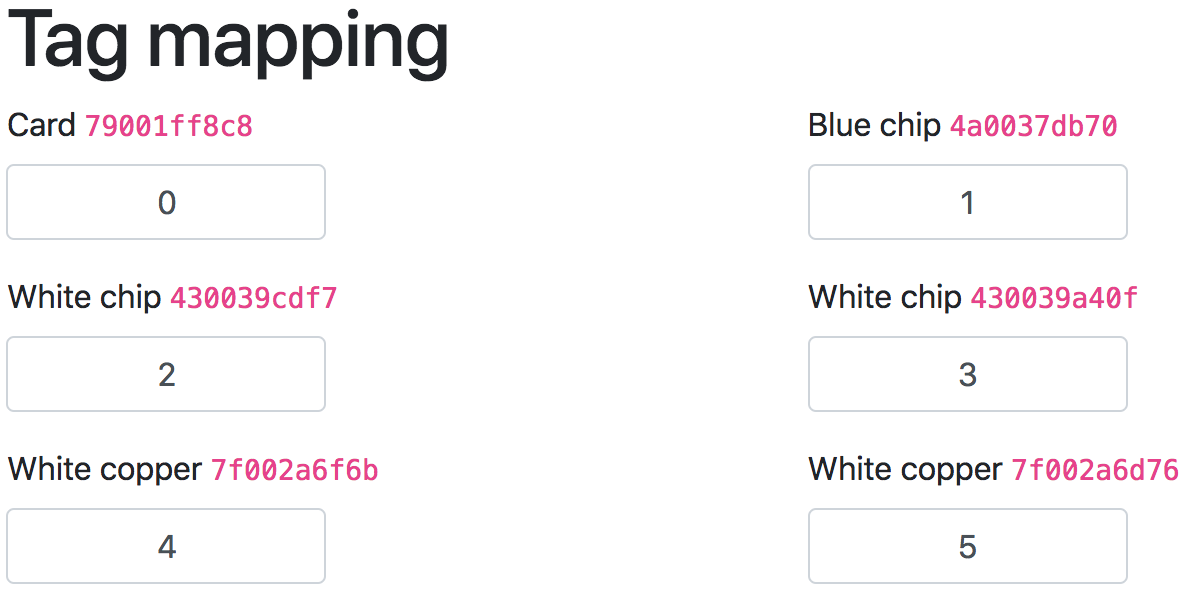 Tag mapping
Card 79001ff8c8
Blue chip 4a0037db70
0
1
White chip 430039cdf7
White chip 430039a40f
2
3
White copper 7f002a6f6b
White copper 7f002a6d76
4
5